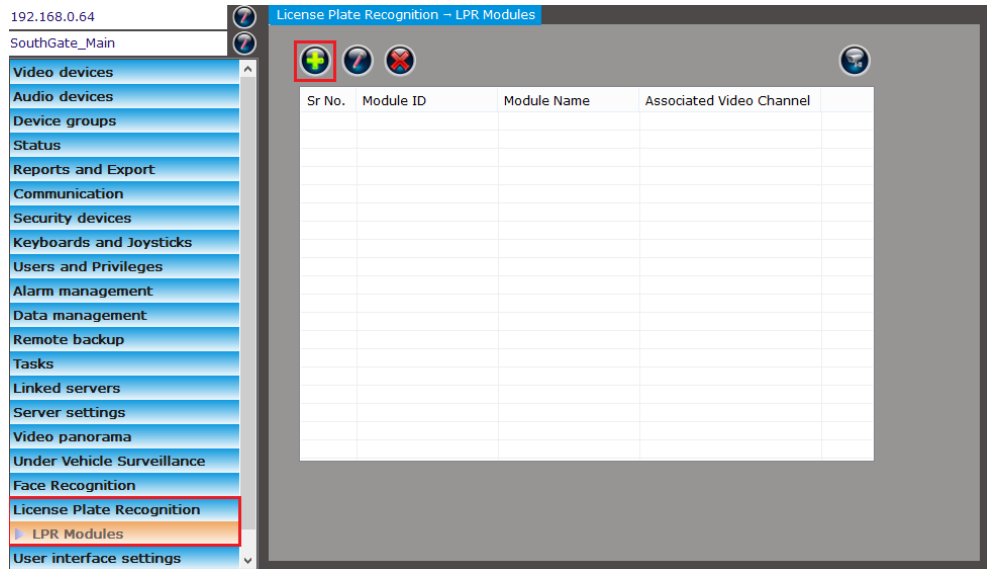 192.168.0.64
SouthGate_Main
Video devices
Audio devices
Device groups
Status
Reports and Export
Communication
Security devices
Keyboards and Joysticks
Users and Privileges
Alarm management
Data management
Remote backup
Tasks
Linked servers
Server settings
Video panorama
Under Vehicle Surveillance
Face Recognition
License Plate Recognition
LPR Modules
User interface settings
License Plate Recognition – LPR Modules
Sr No. Module ID Module Name Associated Video Channel